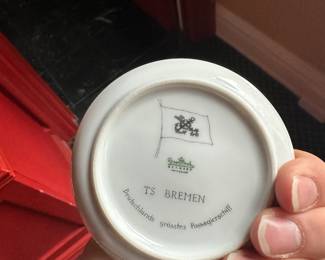 TS BREMEN
Deutschlands grösstes Passagierschiff